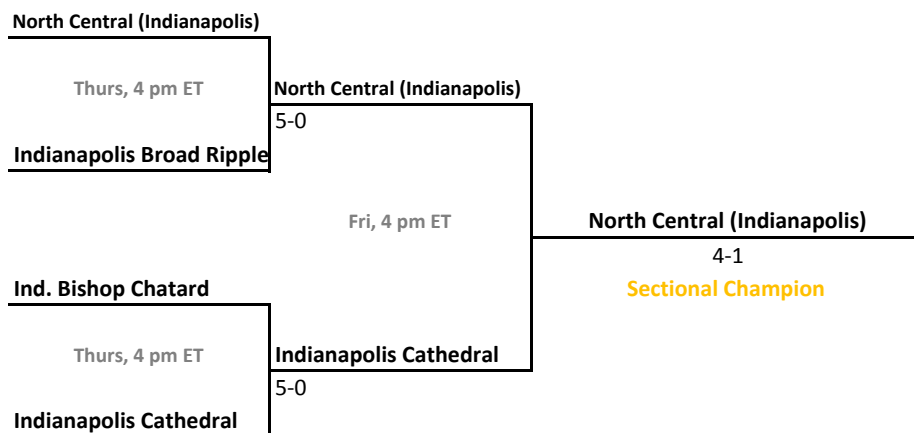 North Central (Indianapolis)
Thurs, 4 pm ET
North Central (Indianapolis)
5-0
Indianapolis Broad Ripple
Fri, 4 pm ET
North Central (Indianapolis)
4-1
Sectional Champion
Ind. Bishop Chatard
Thurs, 4 pm ET
Indianapolis Cathedral
5-0
Indianapolis Cathedral